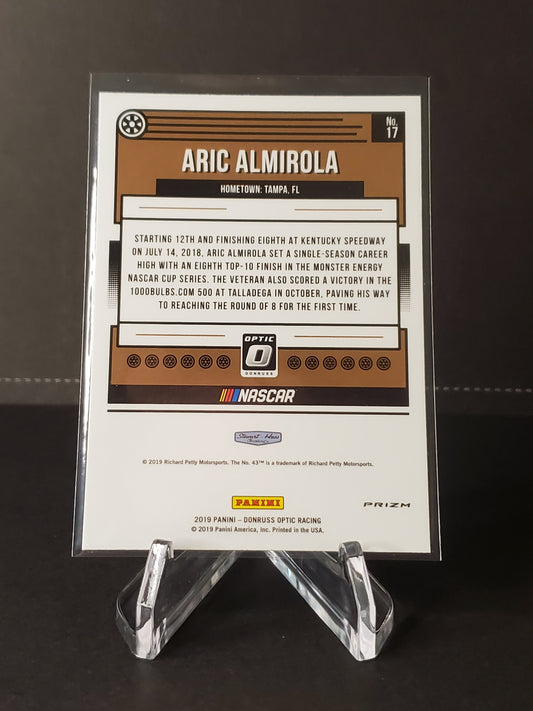 No.
17
ARIC ALMIROLA
HOMETOWN: TAMPA, FL
STARTING 12TH AND FINISHING EIGHTH AT KENTUCKY SPEEDWAY
ON JULY 14, 2018, ARIC ALMIROLA SET A SINGLE-SEASON CAREER
HIGH WITH AN EIGHTH TOP-10 FINISH IN THE MONSTER ENERGY
NASCAR CUP SERIES. THE VETERAN ALSO SCORED A VICTORY IN THE
1000BULBS.COM 500 AT TALLADEGA IN OCTOBER, PAVING HIS WAY
TO REACHING THE ROUND OF 8 FOR THE FIRST TIME.
OPTIC
DONRUSS
NASCAR
Stewart Haas
© 2019 Richard Petty Motorsports. The No. 43™ is a trademark of Richard Petty Motorsports.
PANINI
PRIZM
2019 PANINI – DONRUSS OPTIC RACING
© 2019 Panini America, Inc. Printed in the USA.